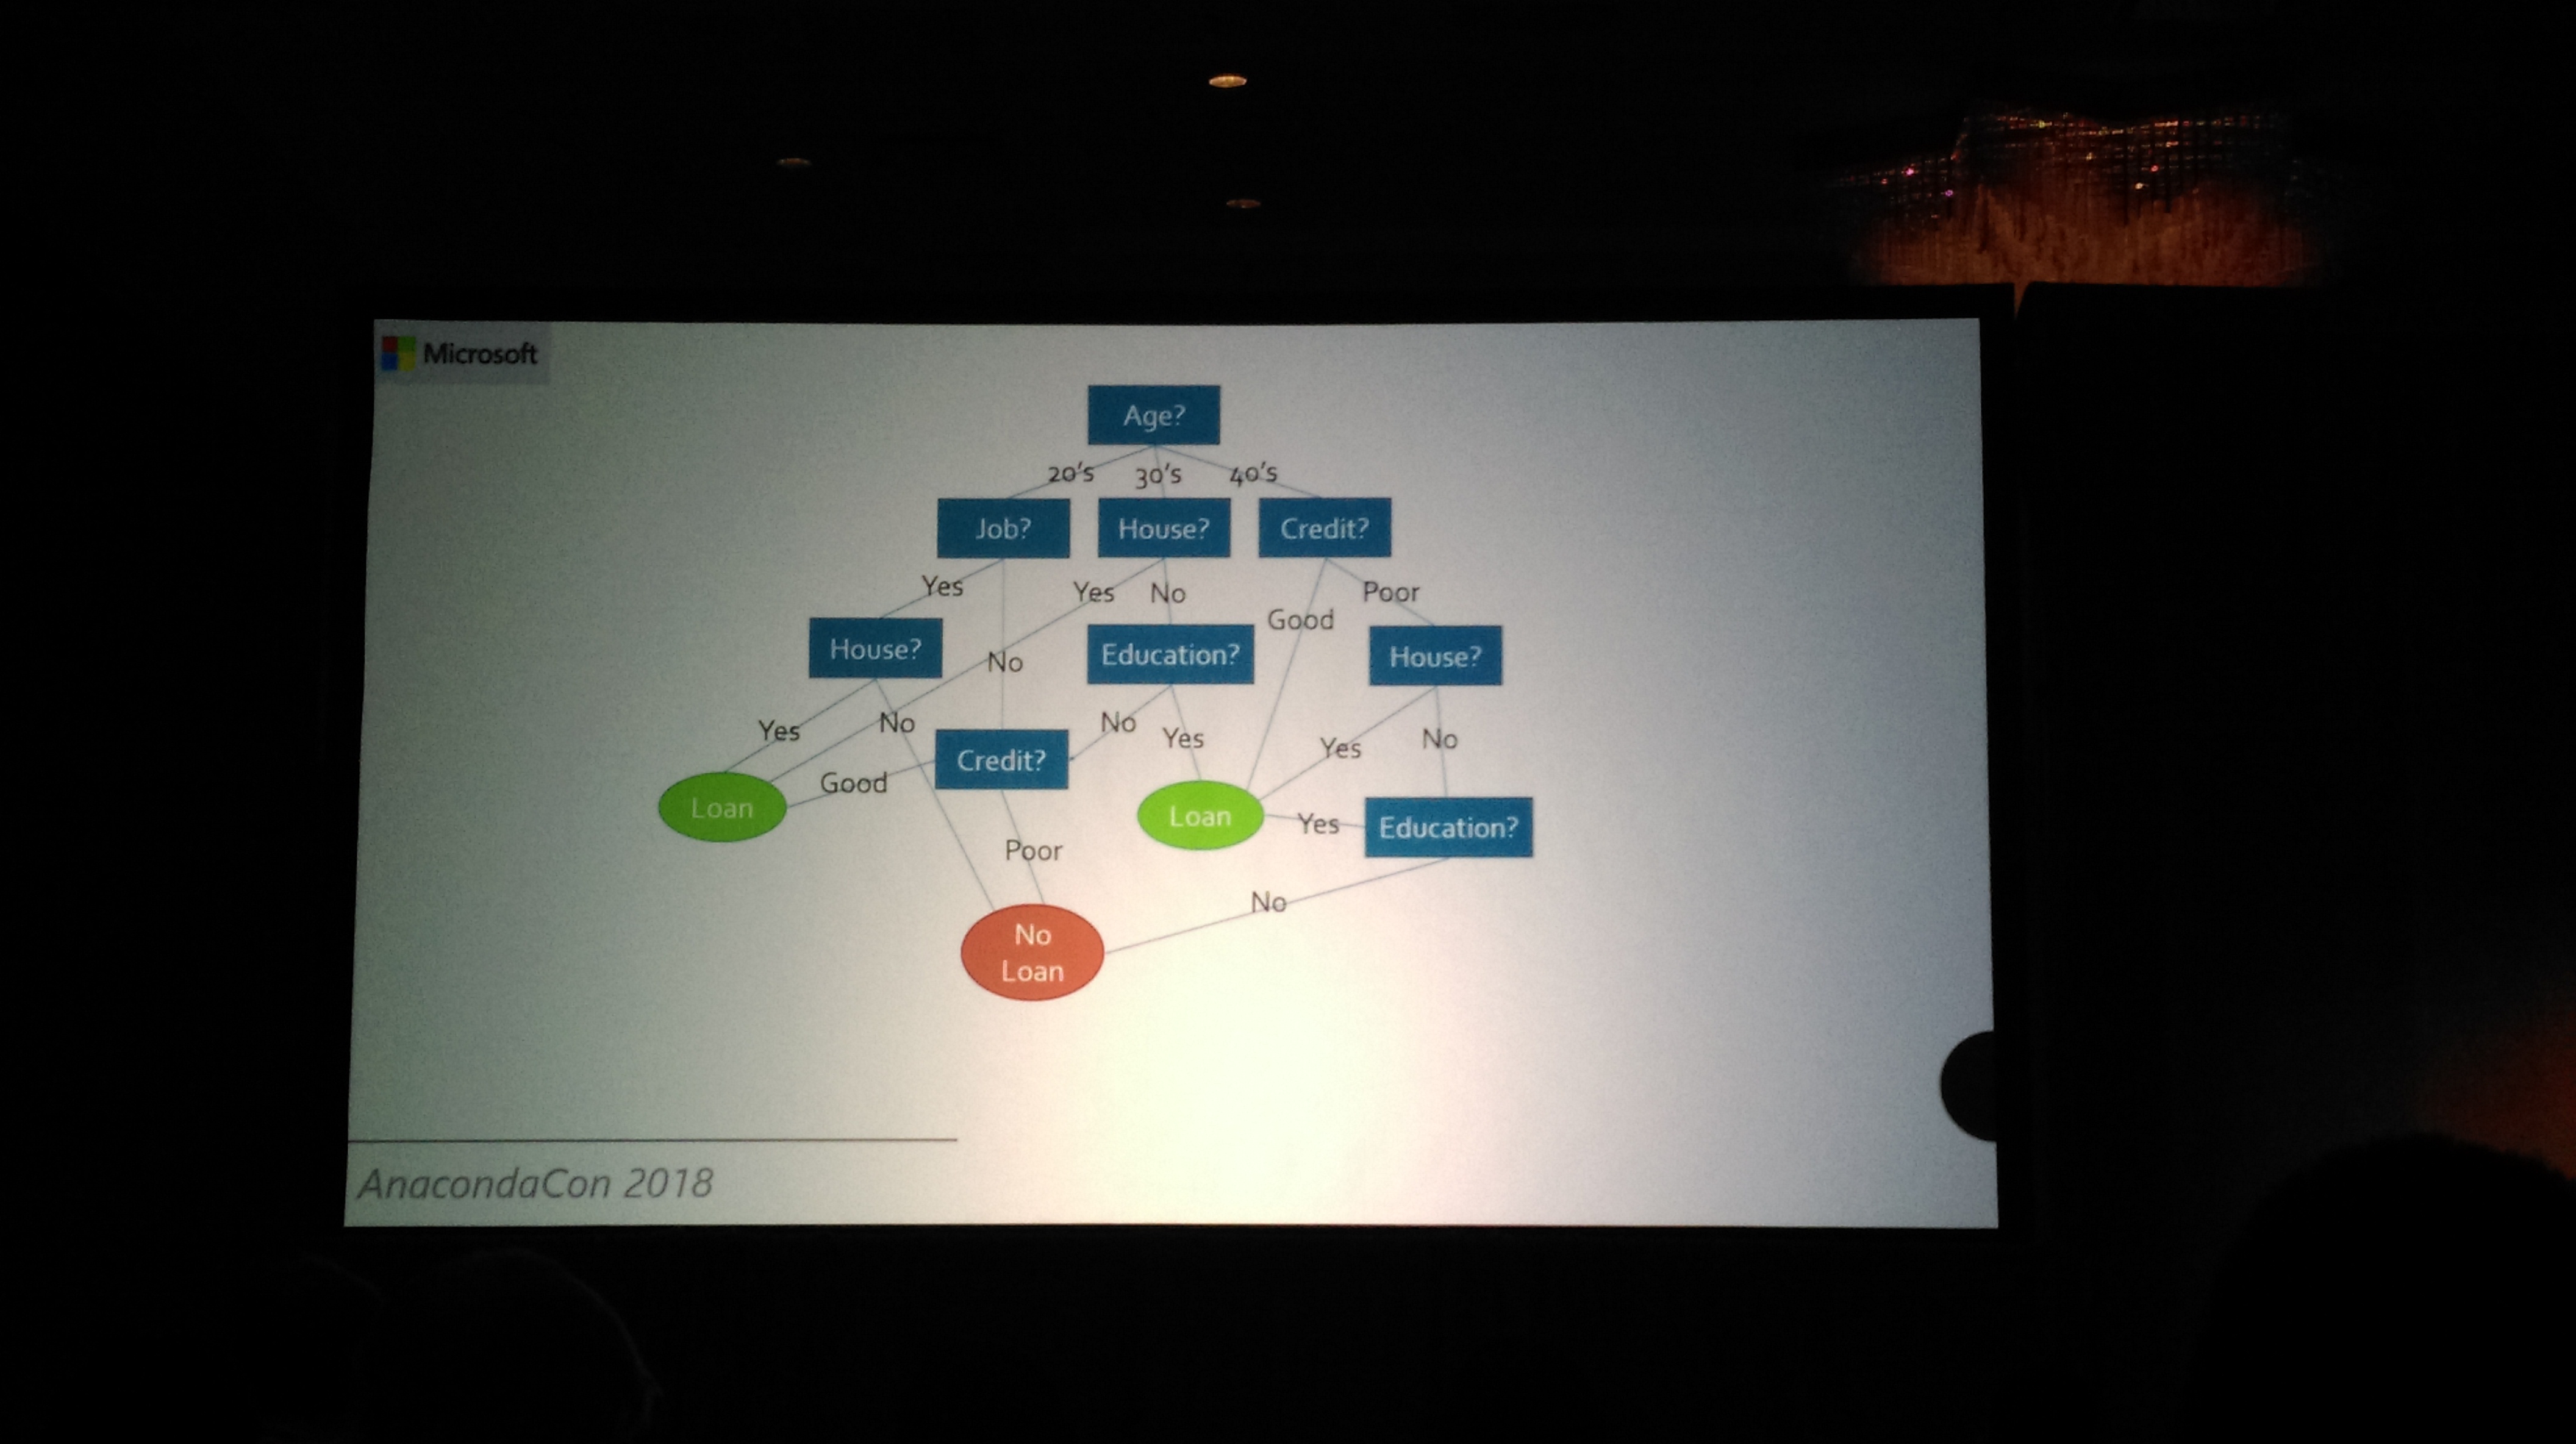 Microsoft
Age?
20's 30's 40's
Job? House? Credit?
Yes Yes No Poor
Good
House? Education? House?
No
Yes No No Yes Yes No
Credit?
Good
Loan Loan Yes Education?
Poor
No
No
Loan
AnacondaCon 2018